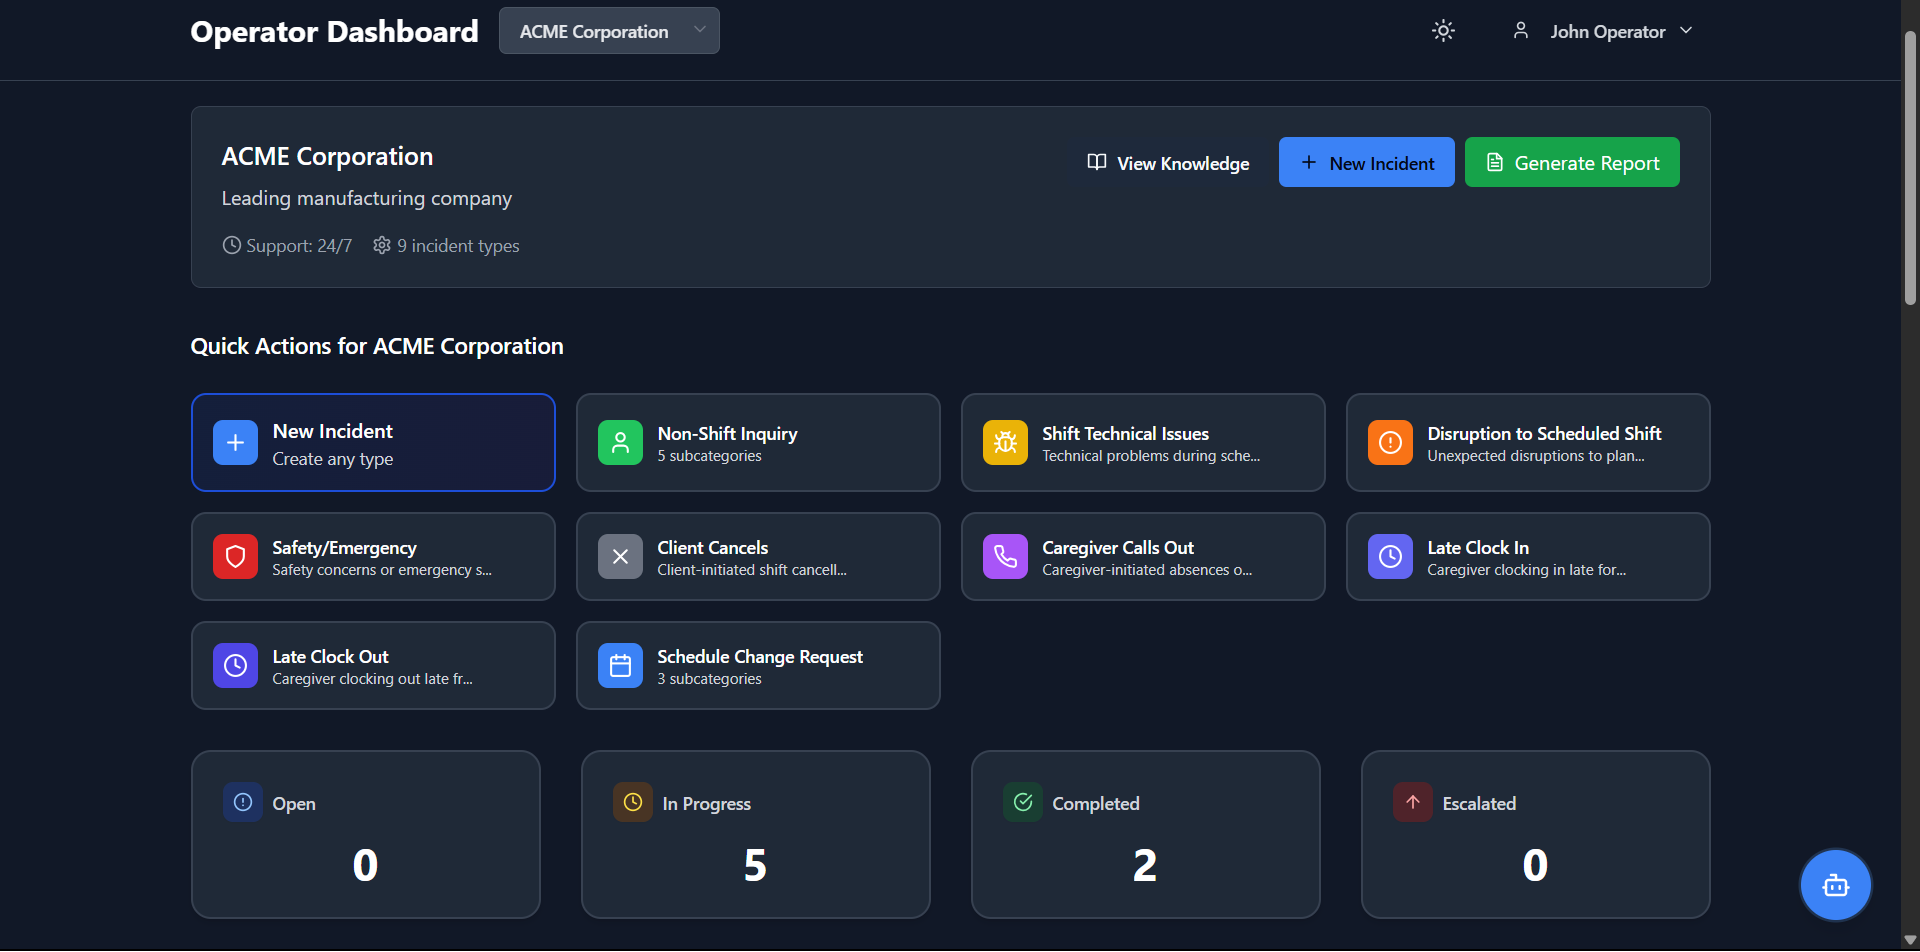 Operator Dashboard
ACME Corporation
John Operator
ACME Corporation
View Knowledge
New Incident
Generate Report
Leading manufacturing company
Support: 24/7
9 incident types
Quick Actions for ACME Corporation
New Incident
Create any type
Non-Shift Inquiry
5 subcategories
Shift Technical Issues
Technical problems during sche...
Disruption to Scheduled Shift
Unexpected disruptions to plan...
Safety/Emergency
Safety concerns or emergency s...
Client Cancels
Client-initiated shift cancell...
Caregiver Calls Out
Caregiver-initiated absences o...
Late Clock In
Caregiver clocking in late for...
Late Clock Out
Caregiver clocking out late fr...
Schedule Change Request
3 subcategories
Open
0
In Progress
5
Completed
2
Escalated
0